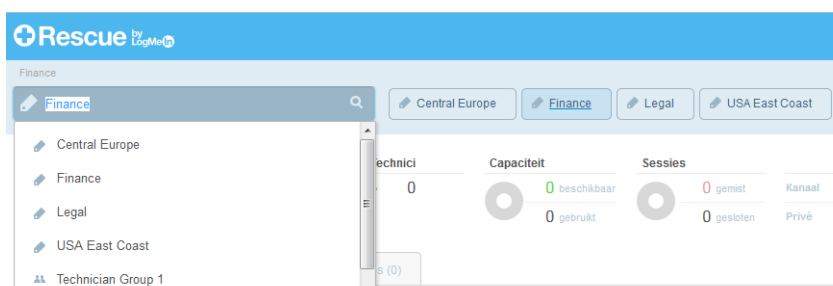 Rescue by LogMeIn
Finance
Finance
Central Europe
Finance
Legal
USA East Coast
Central Europe
Finance
Legal
USA East Coast
Technician Group 1
Capaciteit
Sessies
0
0 beschikbaar
0 gemist
Kanaal
0 gebruikt
0 gesloten
Privé
(0)